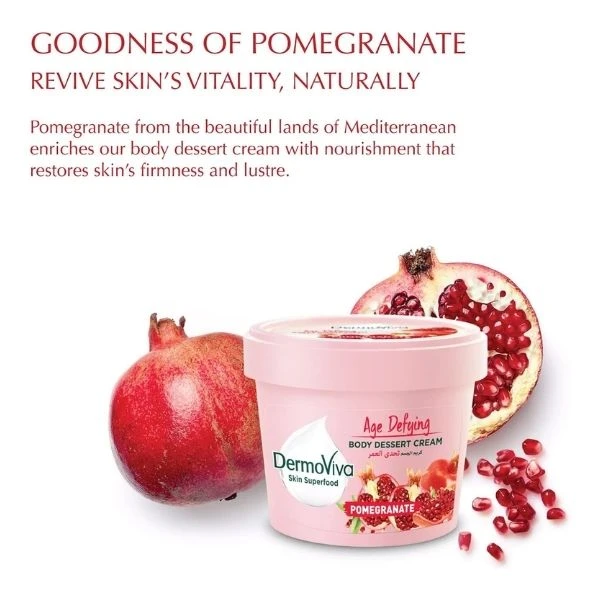 GOODNESS OF POMEGRANATE
REVIVE SKIN'S VITALITY, NATURALLY
Pomegranate from the beautiful lands of Mediterranean
enriches our body dessert cream with nourishment that
restores skin's firmness and lustre.
DermoViva
Age Defying
BODY DESSERT CREAM
كريم الجسم تحدي العمر
DermoViva
Skin Superfood
POMEGRANATE